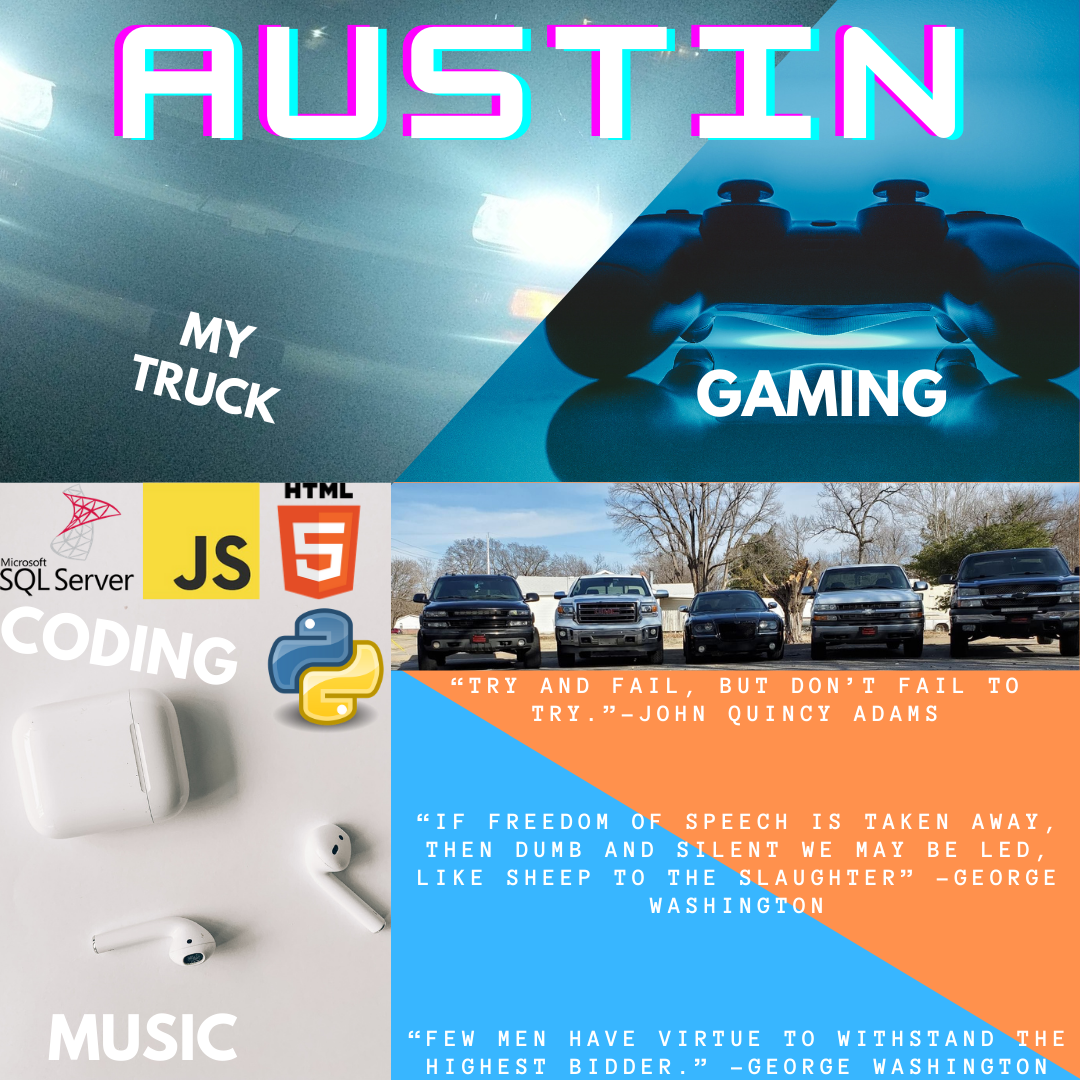 AUSTIN
MY
TRUCK
GAMING
Microsoft
SQL Server
JS
HTML
5
CODING
MUSIC
“TRY AND FAIL, BUT DON’T FAIL TO
TRY.”–JOHN QUINCY ADAMS
“IF FREEDOM OF SPEECH IS TAKEN AWAY,
THEN DUMB AND SILENT WE MAY BE LED,
LIKE SHEEP TO THE SLAUGHTER” –GEORGE
WASHINGTON
“FEW MEN HAVE VIRTUE TO WITHSTAND THE
HIGHEST BIDDER.” –GEORGE WASHINGTON